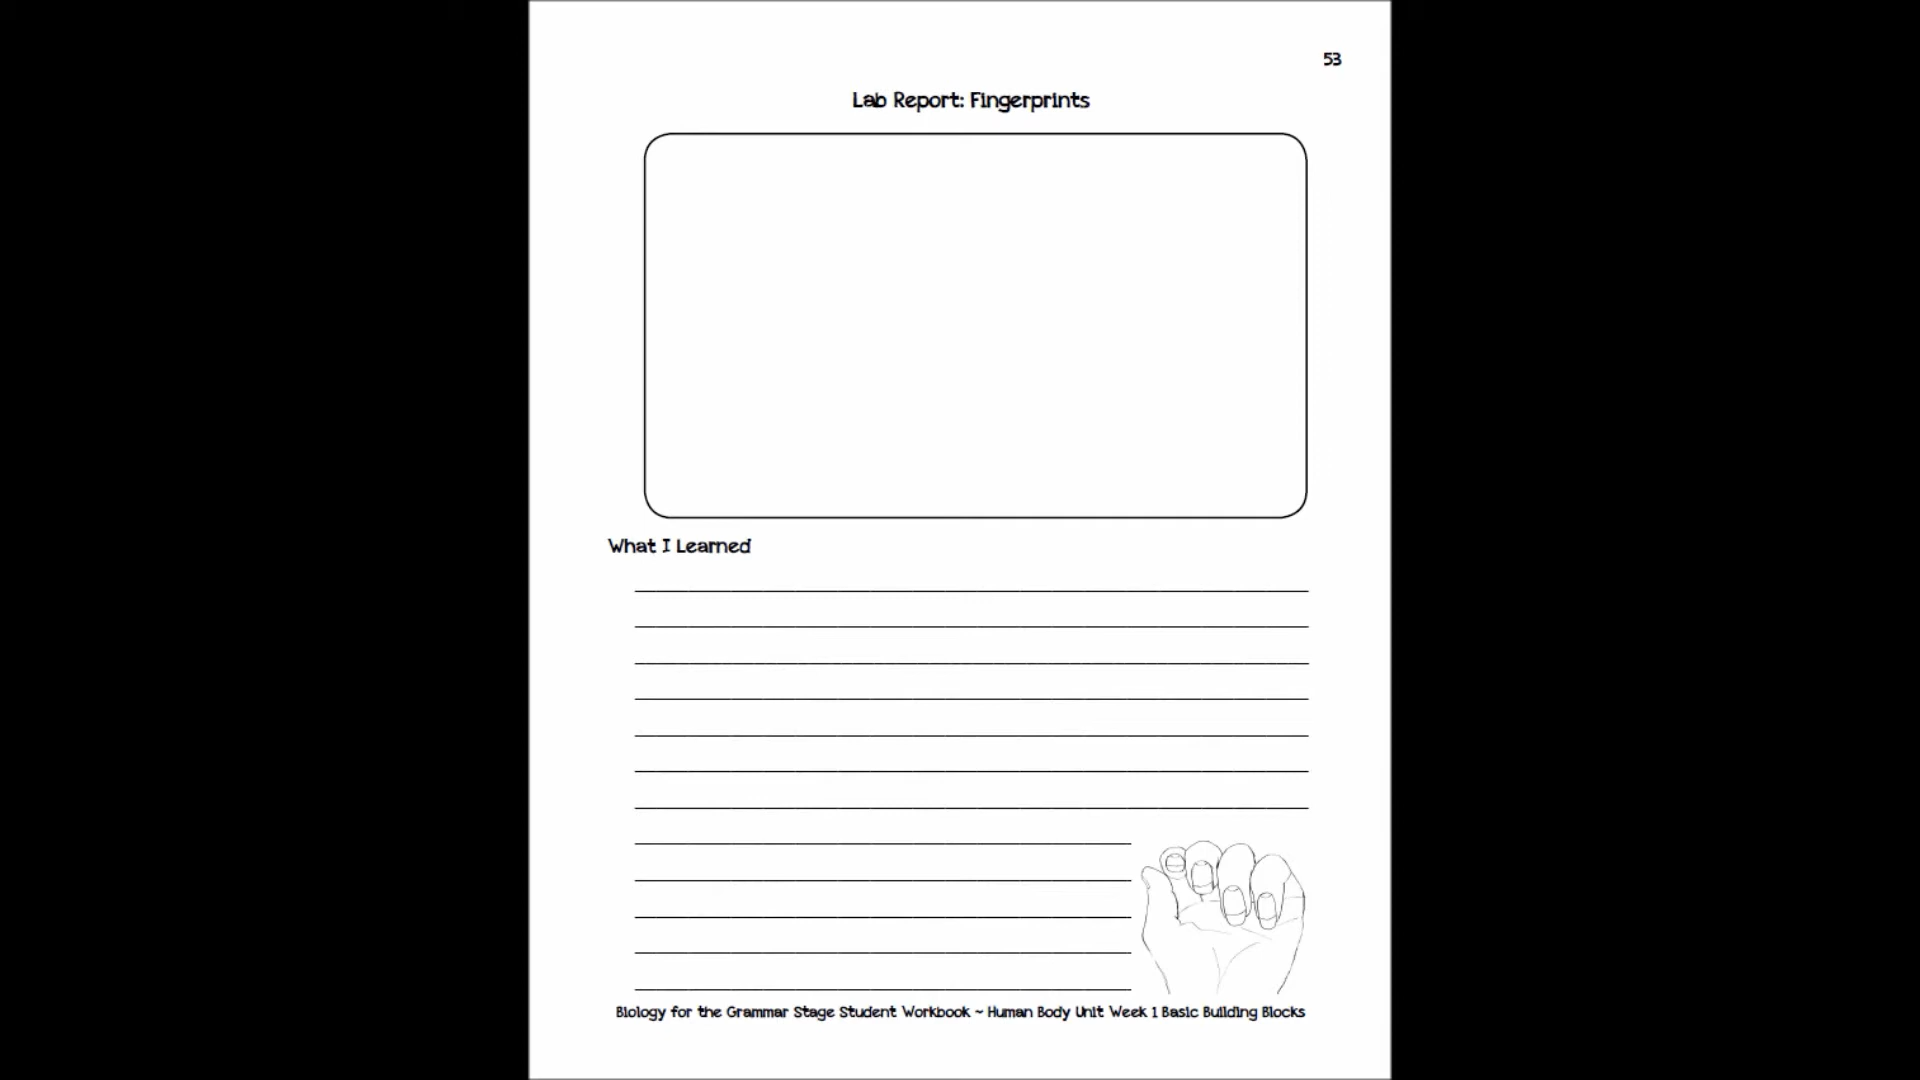 53
Lab Report: Fingerprints
What I Learned
Biology for the Grammar Stage Student Workbook ~ Human Body Unit Week 1 Basic Building Blocks